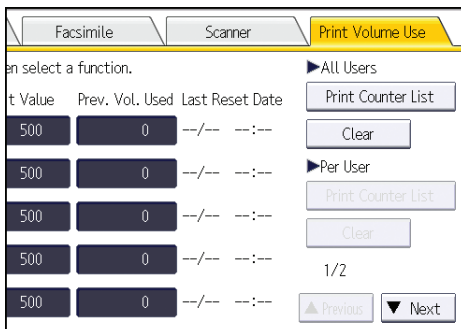 Facsimile Scanner Print Volume Use
en select a function. ▶All Users
t Value Prev. Vol. Used Last Reset Date Print Counter List
500 0 --/-- --:-- Clear
500 0 --/-- --:-- ▶Per User
Print Counter List
500 0 --/-- --:-- Clear
500 0 --/-- --:-- 1/2
500 0 --/-- --:-- ▲ Previous ▼ Next